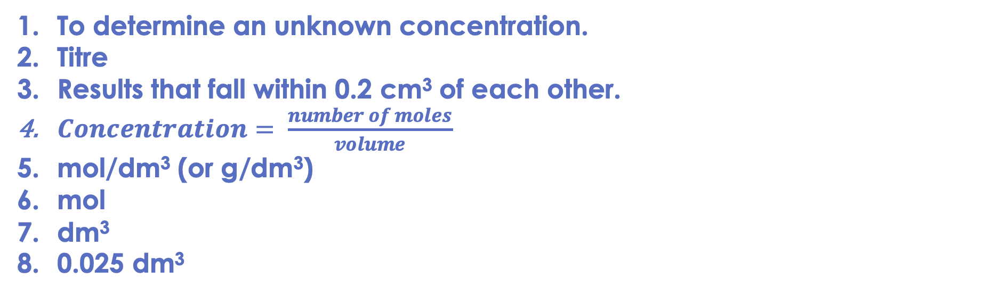 1. To determine an unknown concentration.
2. Titre
3. Results that fall within 0.2 cm³ of each other.
4. Concentration = number of moles / volume
5. mol/dm³ (or g/dm³)
6. mol
7. dm³
8. 0.025 dm³